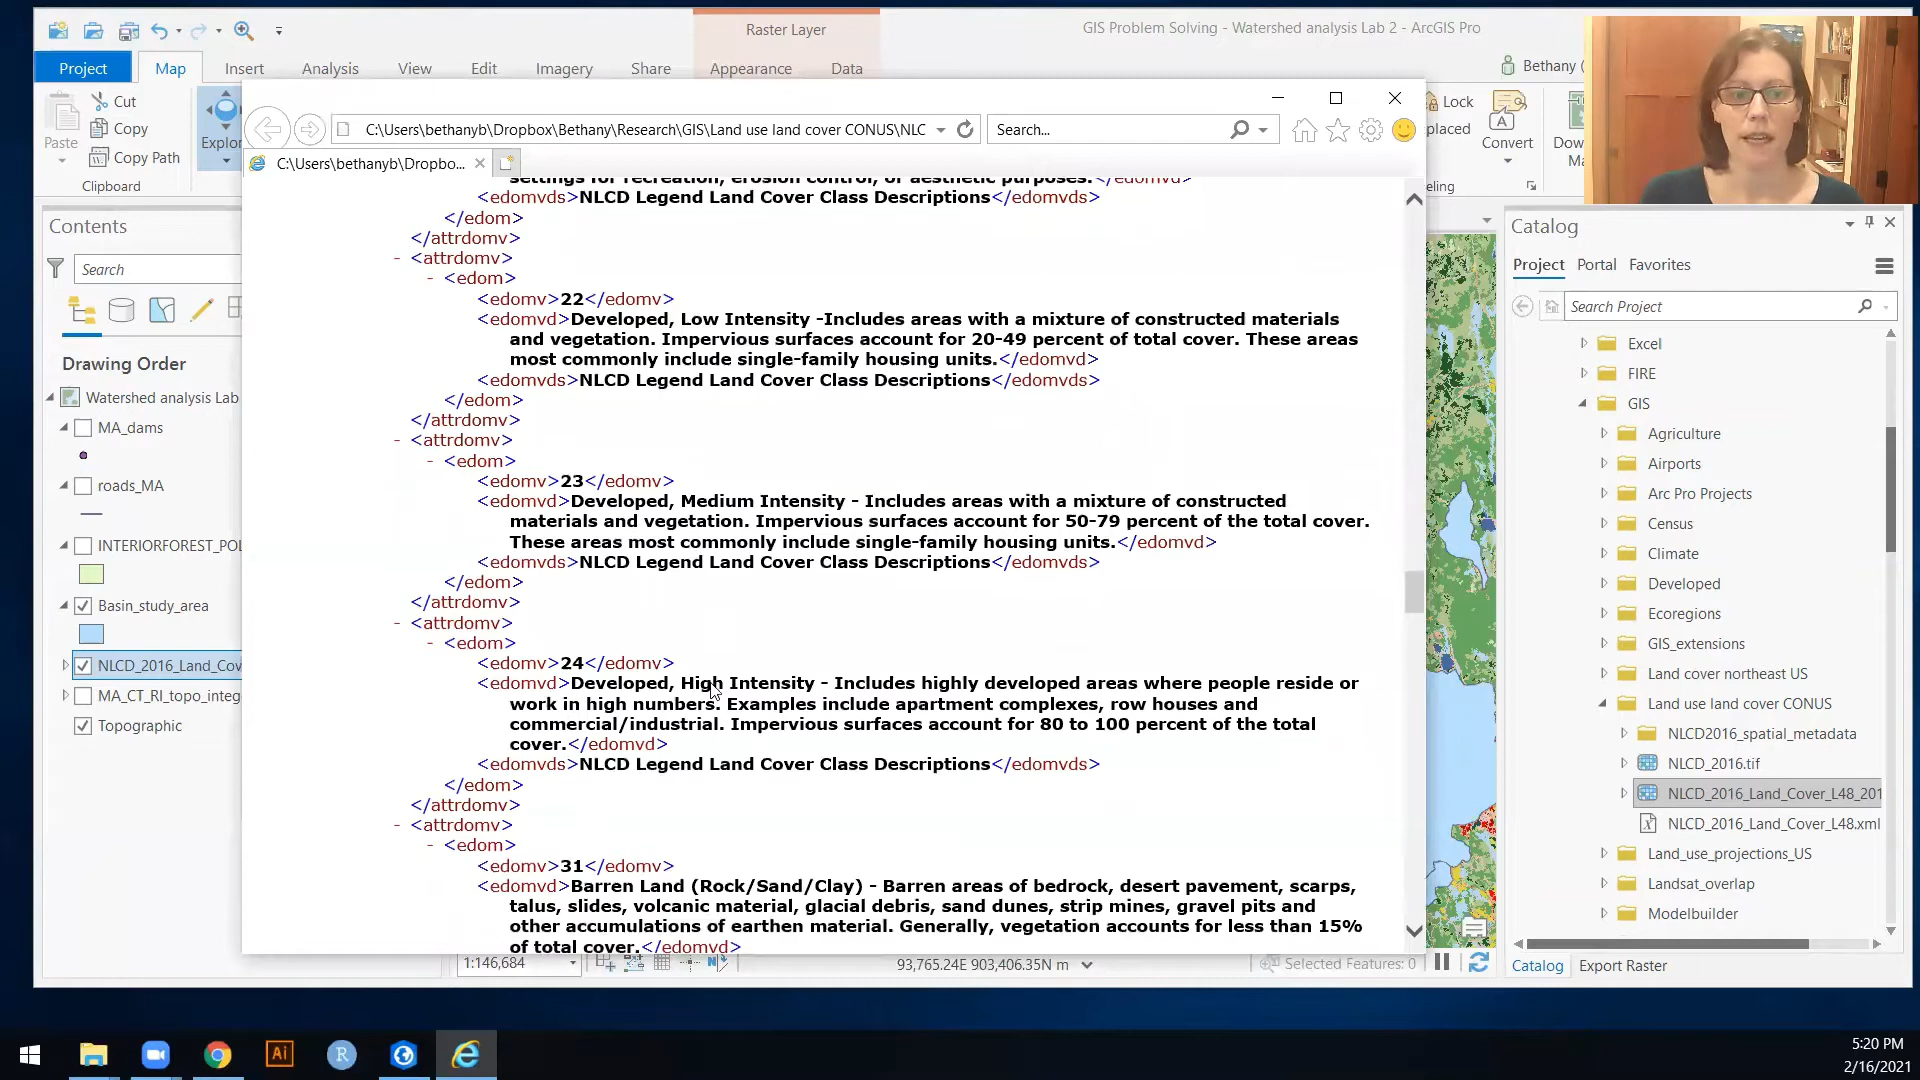 Raster Layer
GIS Problem Solving - Watershed analysis Lab 2 - ArcGIS Pro
Project
Map
Insert
Analysis
View
Edit
Imagery
Share
Appearance
Data
Bethany (
Paste
Cut
Copy
Copy Path
Clipboard
Explor
Lock
Convert
C:\Users\bethanyb\Dropbox\Bethany\Research\GIS\Land use land cover CONUS\NLC
Search...
C:\Users\bethanyb\Dropbo...
settings for recreation, erosion control, or aesthetic purposes.</edomvd>
<edomvds>NLCD Legend Land Cover Class Descriptions</edomvds>
</edom>
</attrdomv>
- <attrdomv>
- <edom>
<edomv>22</edomv>
<edomvd>Developed, Low Intensity -Includes areas with a mixture of constructed materials
and vegetation. Impervious surfaces account for 20-49 percent of total cover. These areas
most commonly include single-family housing units.</edomvd>
<edomvds>NLCD Legend Land Cover Class Descriptions</edomvds>
</edom>
</attrdomv>
- <attrdomv>
- <edom>
<edomv>23</edomv>
<edomvd>Developed, Medium Intensity - Includes areas with a mixture of constructed
materials and vegetation. Impervious surfaces account for 50-79 percent of the total cover.
These areas most commonly include single-family housing units.</edomvd>
<edomvds>NLCD Legend Land Cover Class Descriptions</edomvds>
</edom>
</attrdomv>
- <attrdomv>
- <edom>
<edomv>24</edomv>
<edomvd>Developed, High Intensity - Includes highly developed areas where people reside or
work in high numbers. Examples include apartment complexes, row houses and
commercial/industrial. Impervious surfaces account for 80 to 100 percent of the total
cover.</edomvd>
<edomvds>NLCD Legend Land Cover Class Descriptions</edomvds>
</edom>
</attrdomv>
- <attrdomv>
- <edom>
<edomv>31</edomv>
<edomvd>Barren Land (Rock/Sand/Clay) - Barren areas of bedrock, desert pavement, scarps,
talus, slides, volcanic material, glacial debris, sand dunes, strip mines, gravel pits and
other accumulations of earthen material. Generally, vegetation accounts for less than 15%
of total cover.</edomvd>
Contents
Search
Drawing Order
Watershed analysis Lab
MA_dams
roads_MA
INTERIORFOREST_POL
Basin_study_area
NLCD_2016_Land_Cov
MA_CT_RI_topo_integ
Topographic
1:146,684
93,765.24E 903,406.35N m
Selected Features: 0
Catalog
Project
Portal
Favorites
Search Project
Excel
FIRE
GIS
Agriculture
Airports
Arc Pro Projects
Census
Climate
Developed
Ecoregions
GIS_extensions
Land cover northeast US
Land use land cover CONUS
NLCD2016_spatial_metadata
NLCD_2016.tif
NLCD_2016_Land_Cover_L48_201
NLCD_2016_Land_Cover_L48.xml
Land_use_projections_US
Landsat_overlap
Modelbuilder
Catalog
Export Raster
Ai
R
5:20 PM
2/16/2021